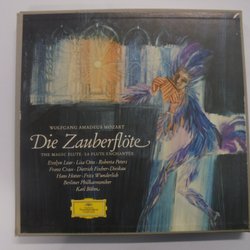 WOLFGANG AMADEUS MOZART
Die Zauberflöte
THE MAGIC FLUTE · LA FLUTE ENCHANTEE
Evelyn Lear · Lisa Otto · Roberta Peters
Franz Crass · Dietrich Fischer-Dieskau
Hans Hotter · Fritz Wunderlich
Berliner Philharmoniker
Karl Böhm